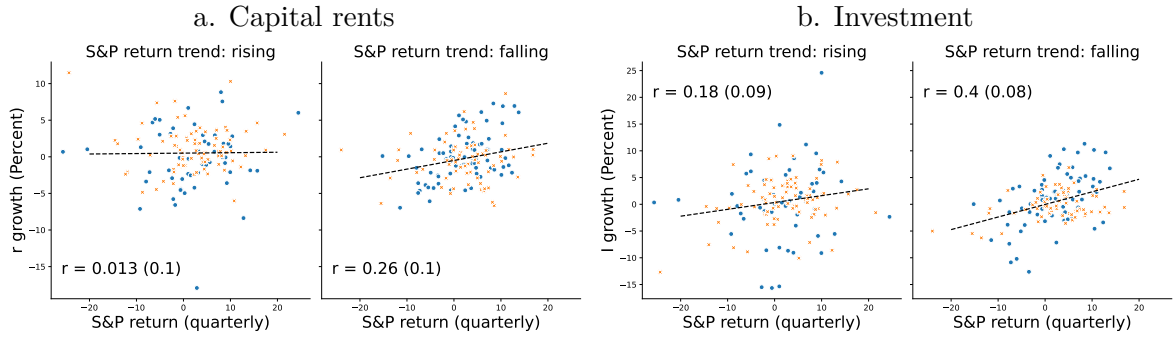 a. Capital rents
S&P return trend: rising
S&P return trend: falling
r growth (Percent)
10
5
0
−5
−10
−15
r = 0.013 (0.1)
r = 0.26 (0.1)
−20
−10
0
10
20
−20
−10
0
10
20
S&P return (quarterly)
S&P return (quarterly)
b. Investment
S&P return trend: rising
S&P return trend: falling
I growth (Percent)
25
20
15
10
5
0
−5
−10
−15
r = 0.18 (0.09)
r = 0.4 (0.08)
−20
−10
0
10
20
−20
−10
0
10
20
S&P return (quarterly)
S&P return (quarterly)